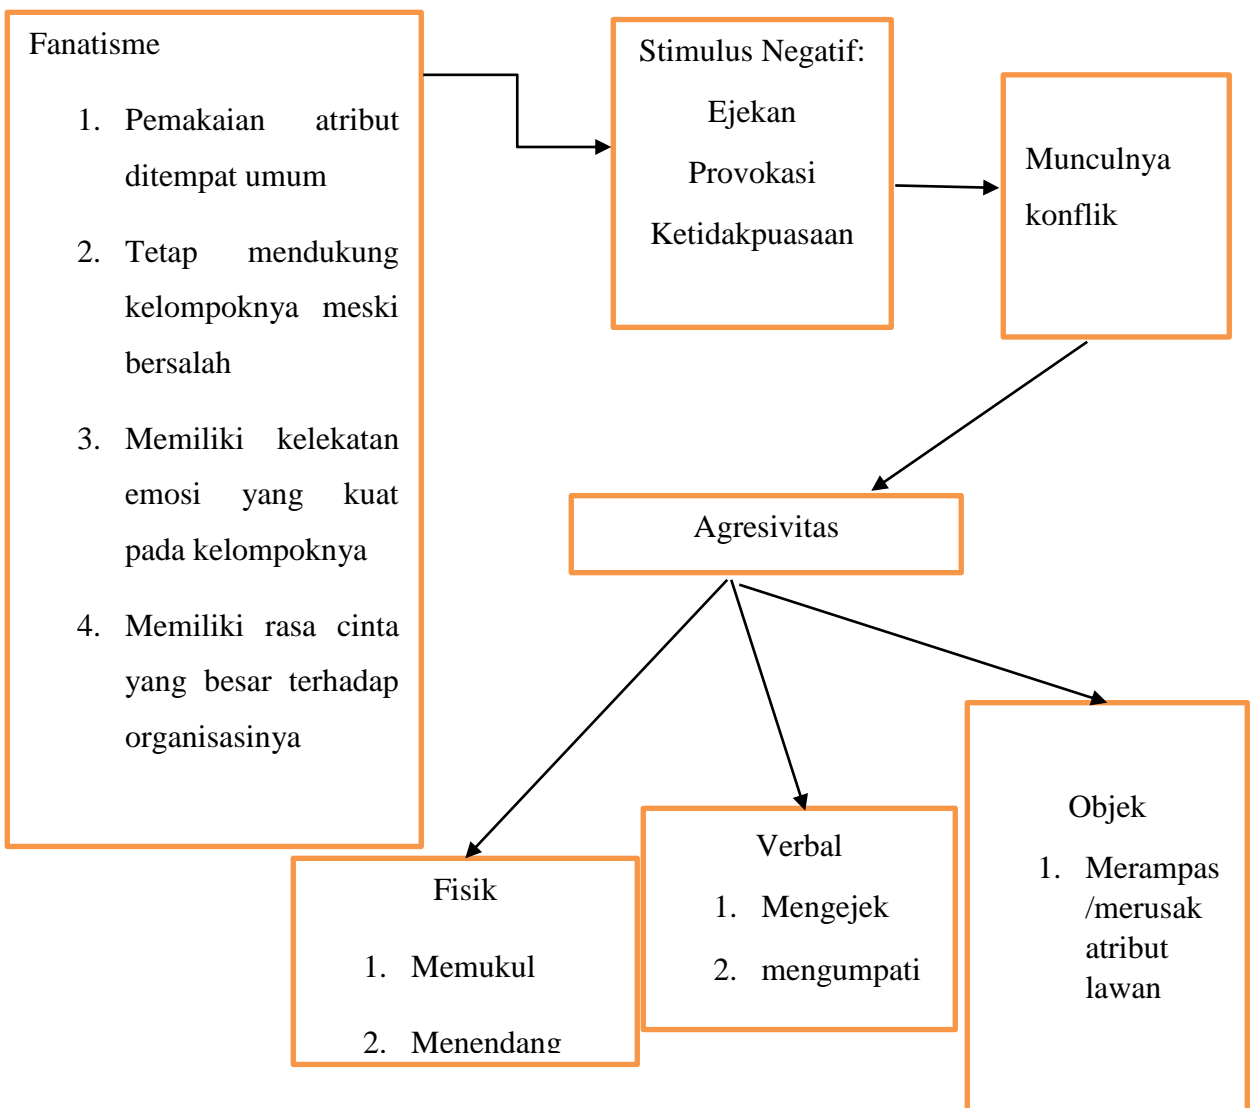 Fanatisme
1. Pemakaian atribut
ditempat umum
2. Tetap mendukung
kelompoknya meski
bersalah
3. Memiliki kelekatan
emosi yang kuat
pada kelompoknya
4. Memiliki rasa cinta
yang besar terhadap
organisasinya
Stimulus Negatif:
Ejekan
Provokasi
Ketidakpuasaan
Munculnya
konflik
Agresivitas
Fisik
1. Memukul
2. Menendang
Verbal
1. Mengejek
2. mengumpati
Objek
1. Merampas
/merusak
atribut
lawan